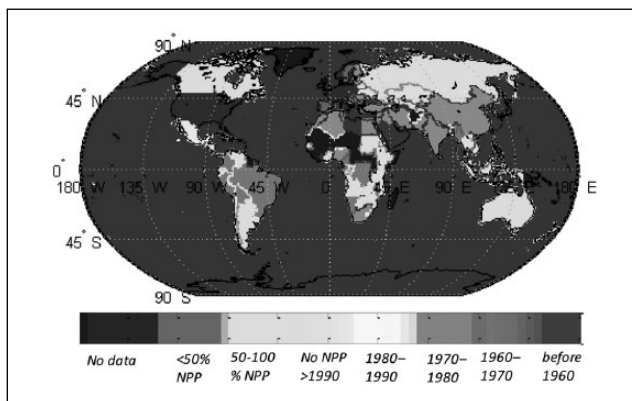 90° N
45° N
0°
180° W 135° W 90° W 45° W 0° 45° E 90° E 135° E 180° E
45° S
90° S
No data <50% 50-100 No NPP 1980– 1970– 1960– before
NPP % NPP >1990 1990 1980 1970 1960